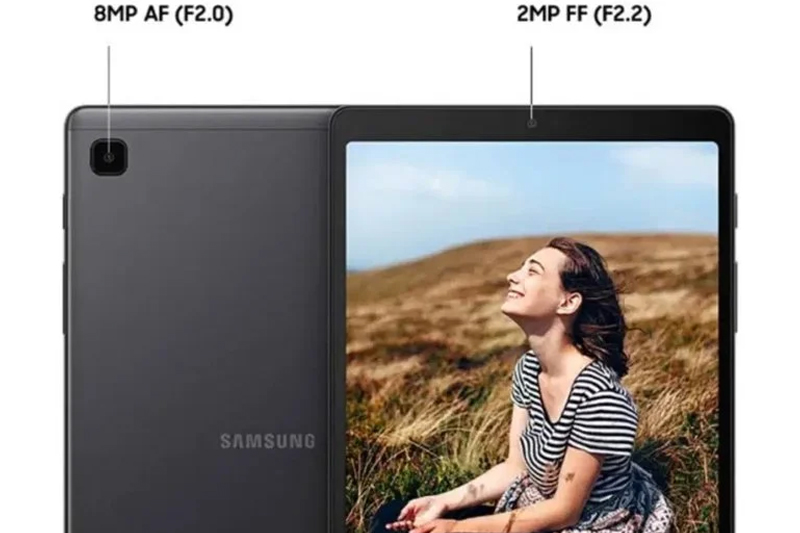 8MP AF (F2.0)
2MP FF (F2.2)
SAMSUNG